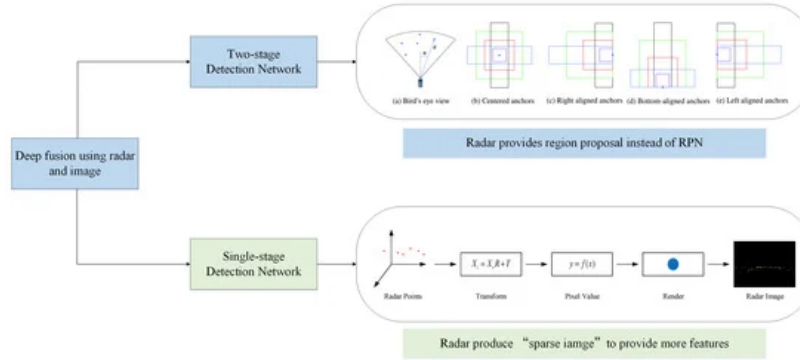 Two-stage
Detection Network
(a) Bird's eye view
(b) Centered anchors
(c) Right aligned anchors
(d) Bottom-aligned anchors
(e) Left aligned anchors
Radar provides region proposal instead of RPN
Deep fusion using radar
and image
Single-stage
Detection Network
Radar Points
Transform
Pixel Value
y = f(x)
Render
Radar Image
Radar produce “sparse iamge” to provide more features